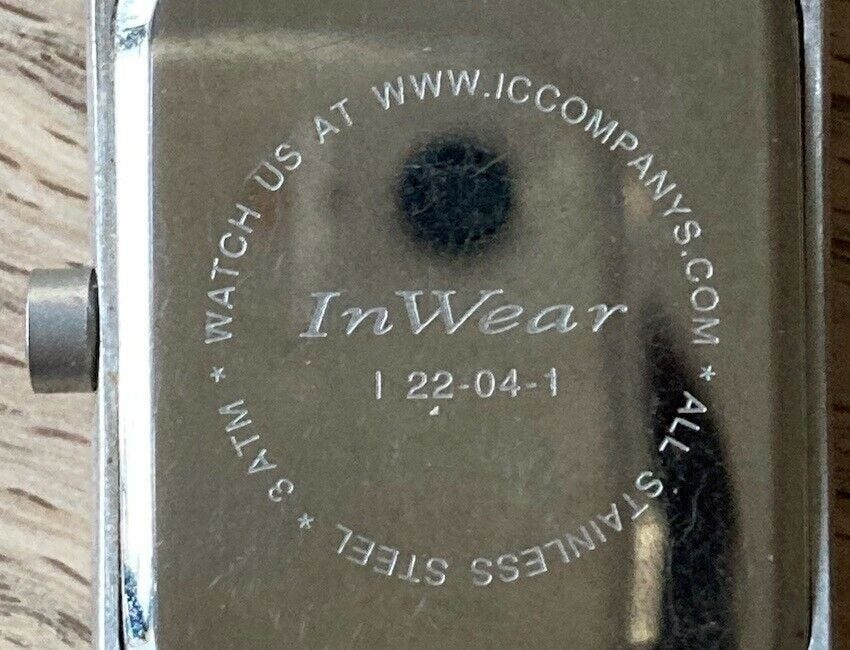 * WATCH US AT WWW.ICCOMPANYS.COM * ALL STAINLESS STEEL * 3 ATM
InWear
I 22-04-1